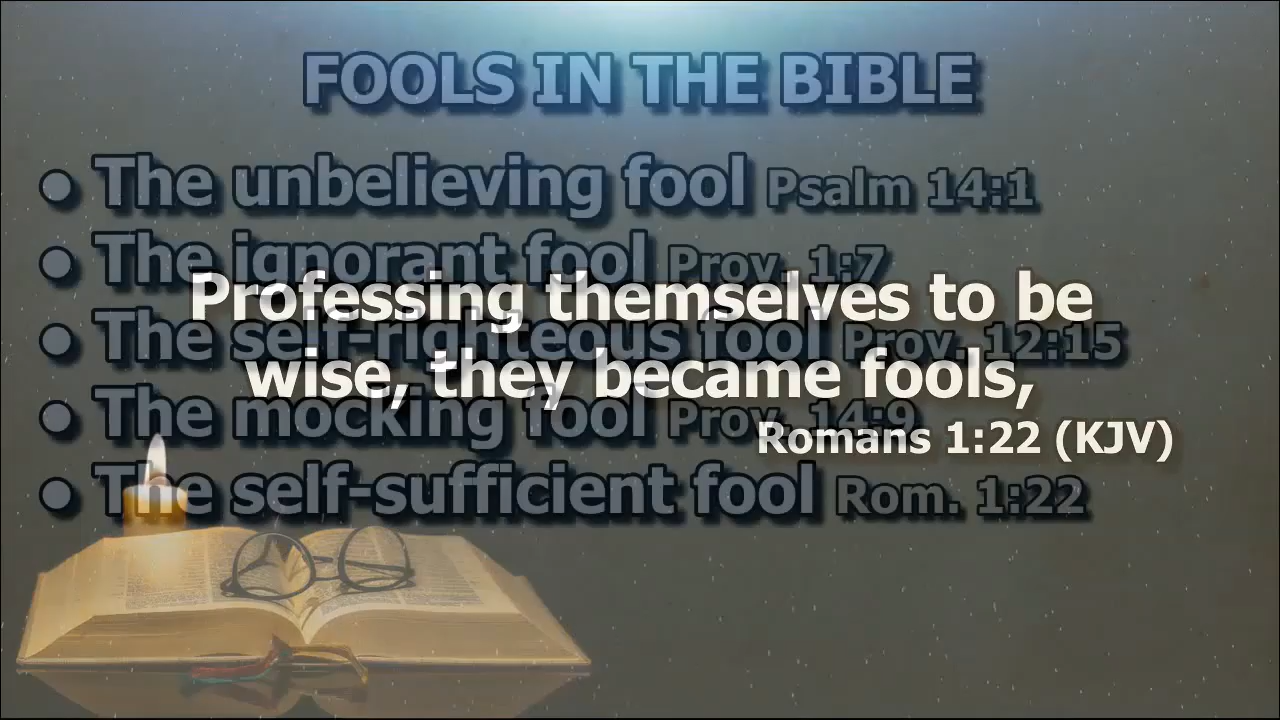 FOOLS IN THE BIBLE
• The unbelieving fool Psalm 14:1
• The ignorant fool Prov. 1:7
• The self-righteous fool Prov. 12:15
• The mocking fool Prov. 14:9
• The self-sufficient fool Rom. 1:22
Professing themselves to be
wise, they became fools,
Romans 1:22 (KJV)